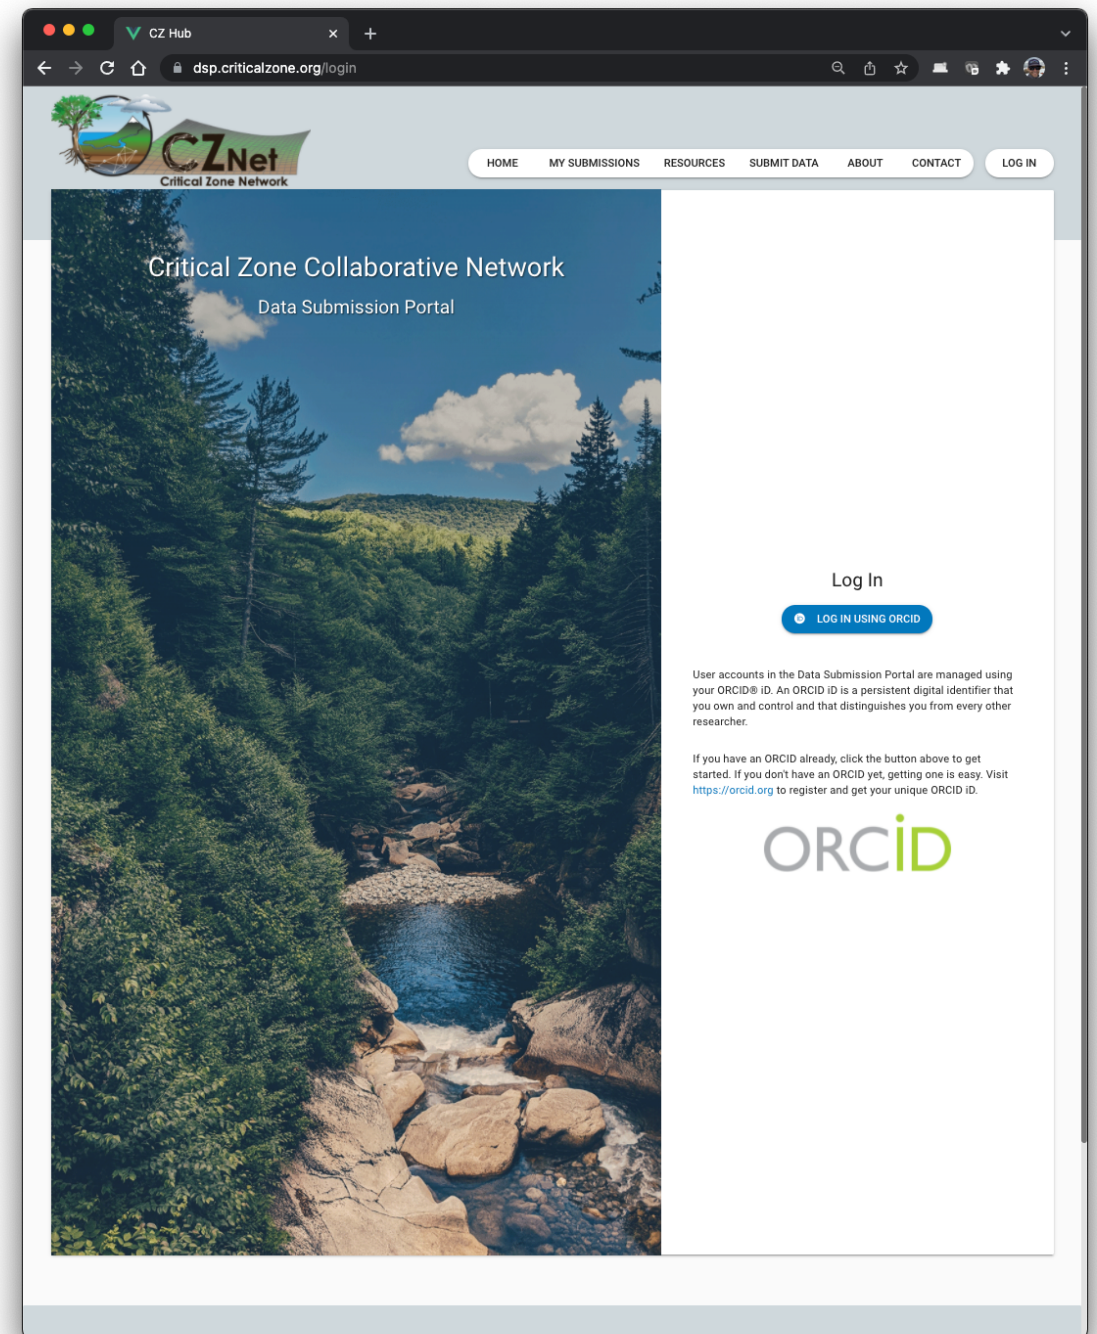 CZ Hub
dsp.criticalzone.org/login
CZNet
Critical Zone Network
HOME MY SUBMISSIONS RESOURCES SUBMIT DATA ABOUT CONTACT LOG IN
Critical Zone Collaborative Network
Data Submission Portal
Log In
iD LOG IN USING ORCID
User accounts in the Data Submission Portal are managed using
your ORCID® iD. An ORCID iD is a persistent digital identifier that
you own and control and that distinguishes you from every other
researcher.
If you have an ORCID already, click the button above to get
started. If you don't have an ORCID yet, getting one is easy. Visit
https://orcid.org to register and get your unique ORCID iD.
ORCiD